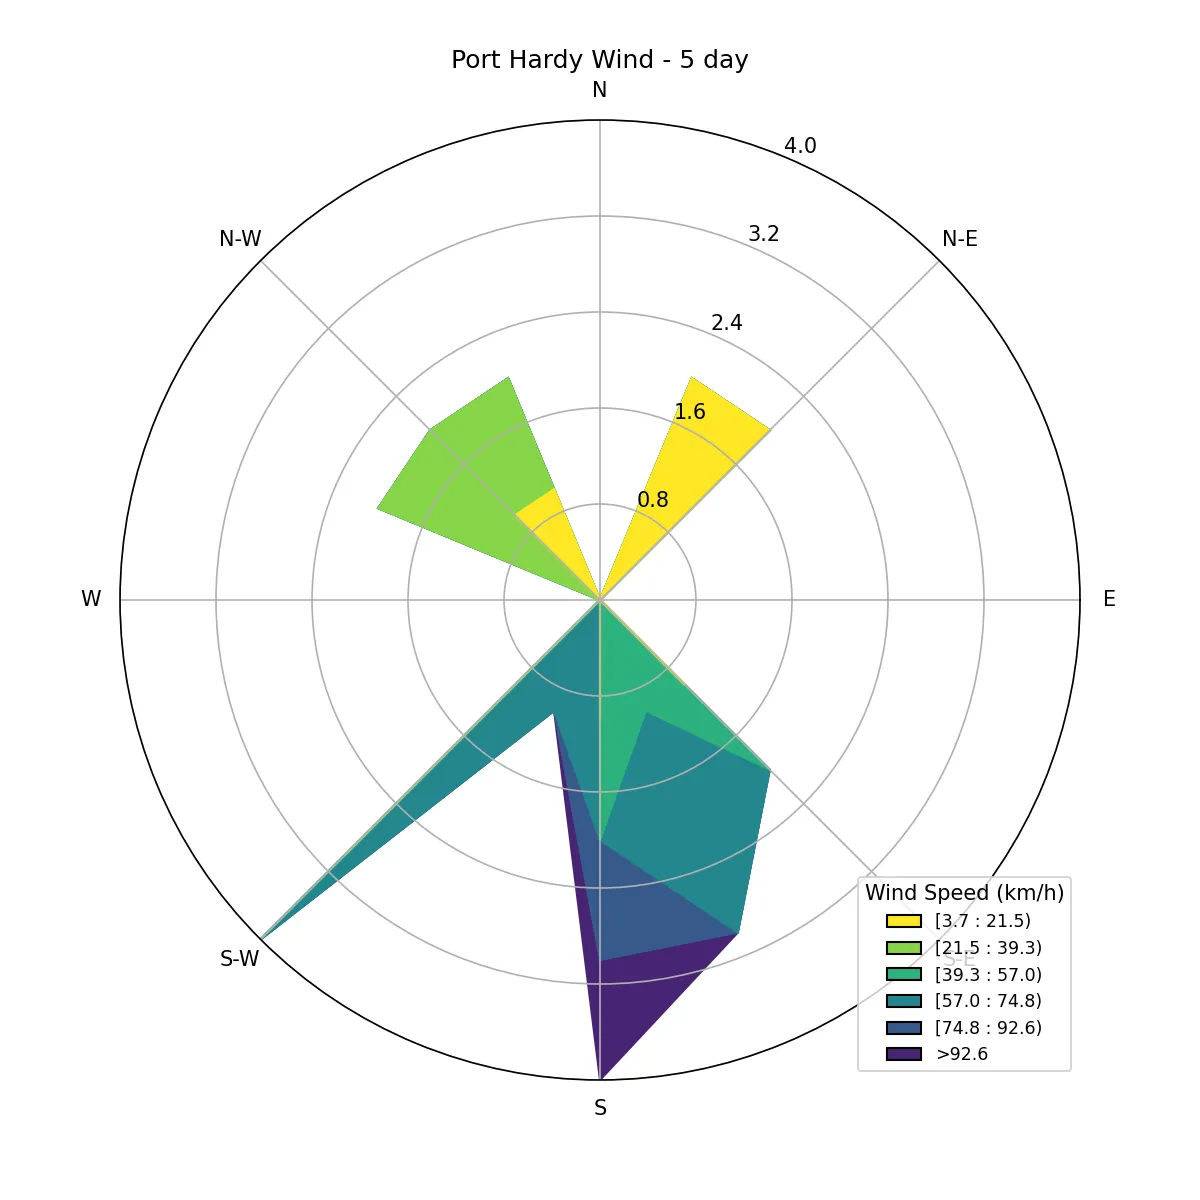 Port Hardy Wind - 5 day
N
4.0
N-W
3.2
N-E
2.4
1.6
0.8
W
E
Wind Speed (km/h)
[3.7 : 21.5)
[21.5 : 39.3)
S-W
S-E
[39.3 : 57.0)
[57.0 : 74.8)
[74.8 : 92.6)
>92.6
S